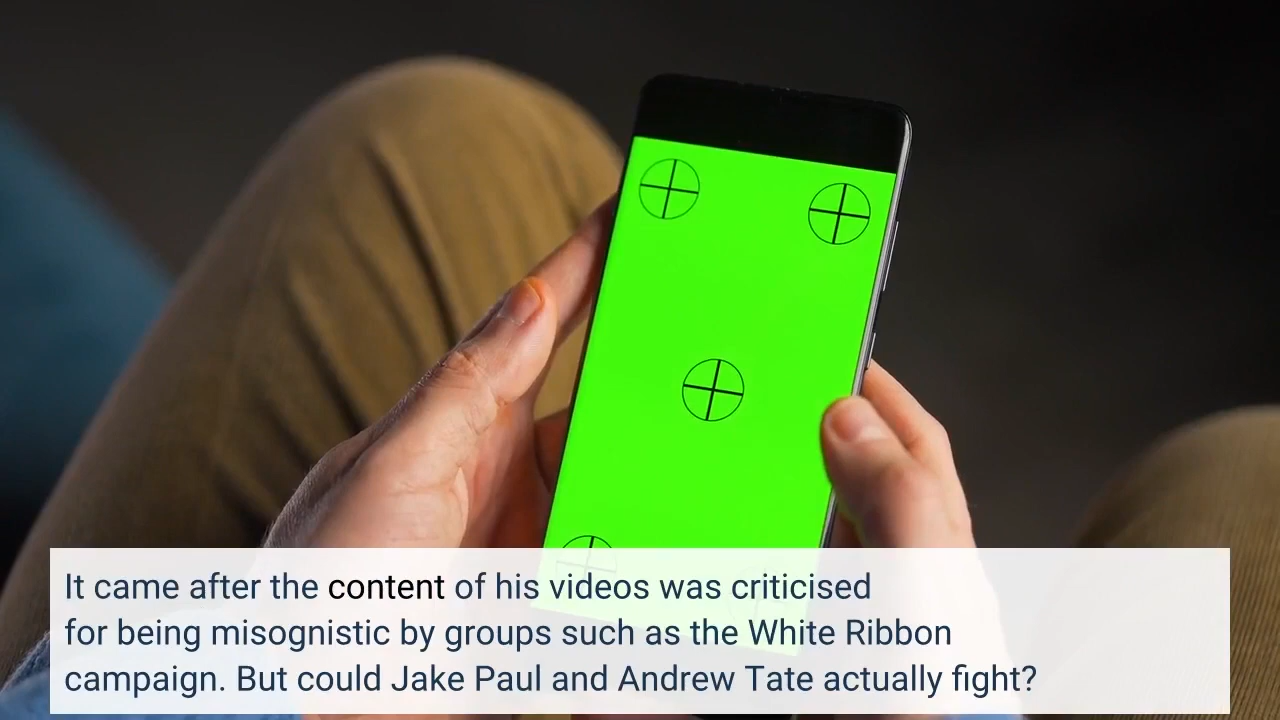 It came after the content of his videos was criticised
for being misognistic by groups such as the White Ribbon
campaign. But could Jake Paul and Andrew Tate actually fight?